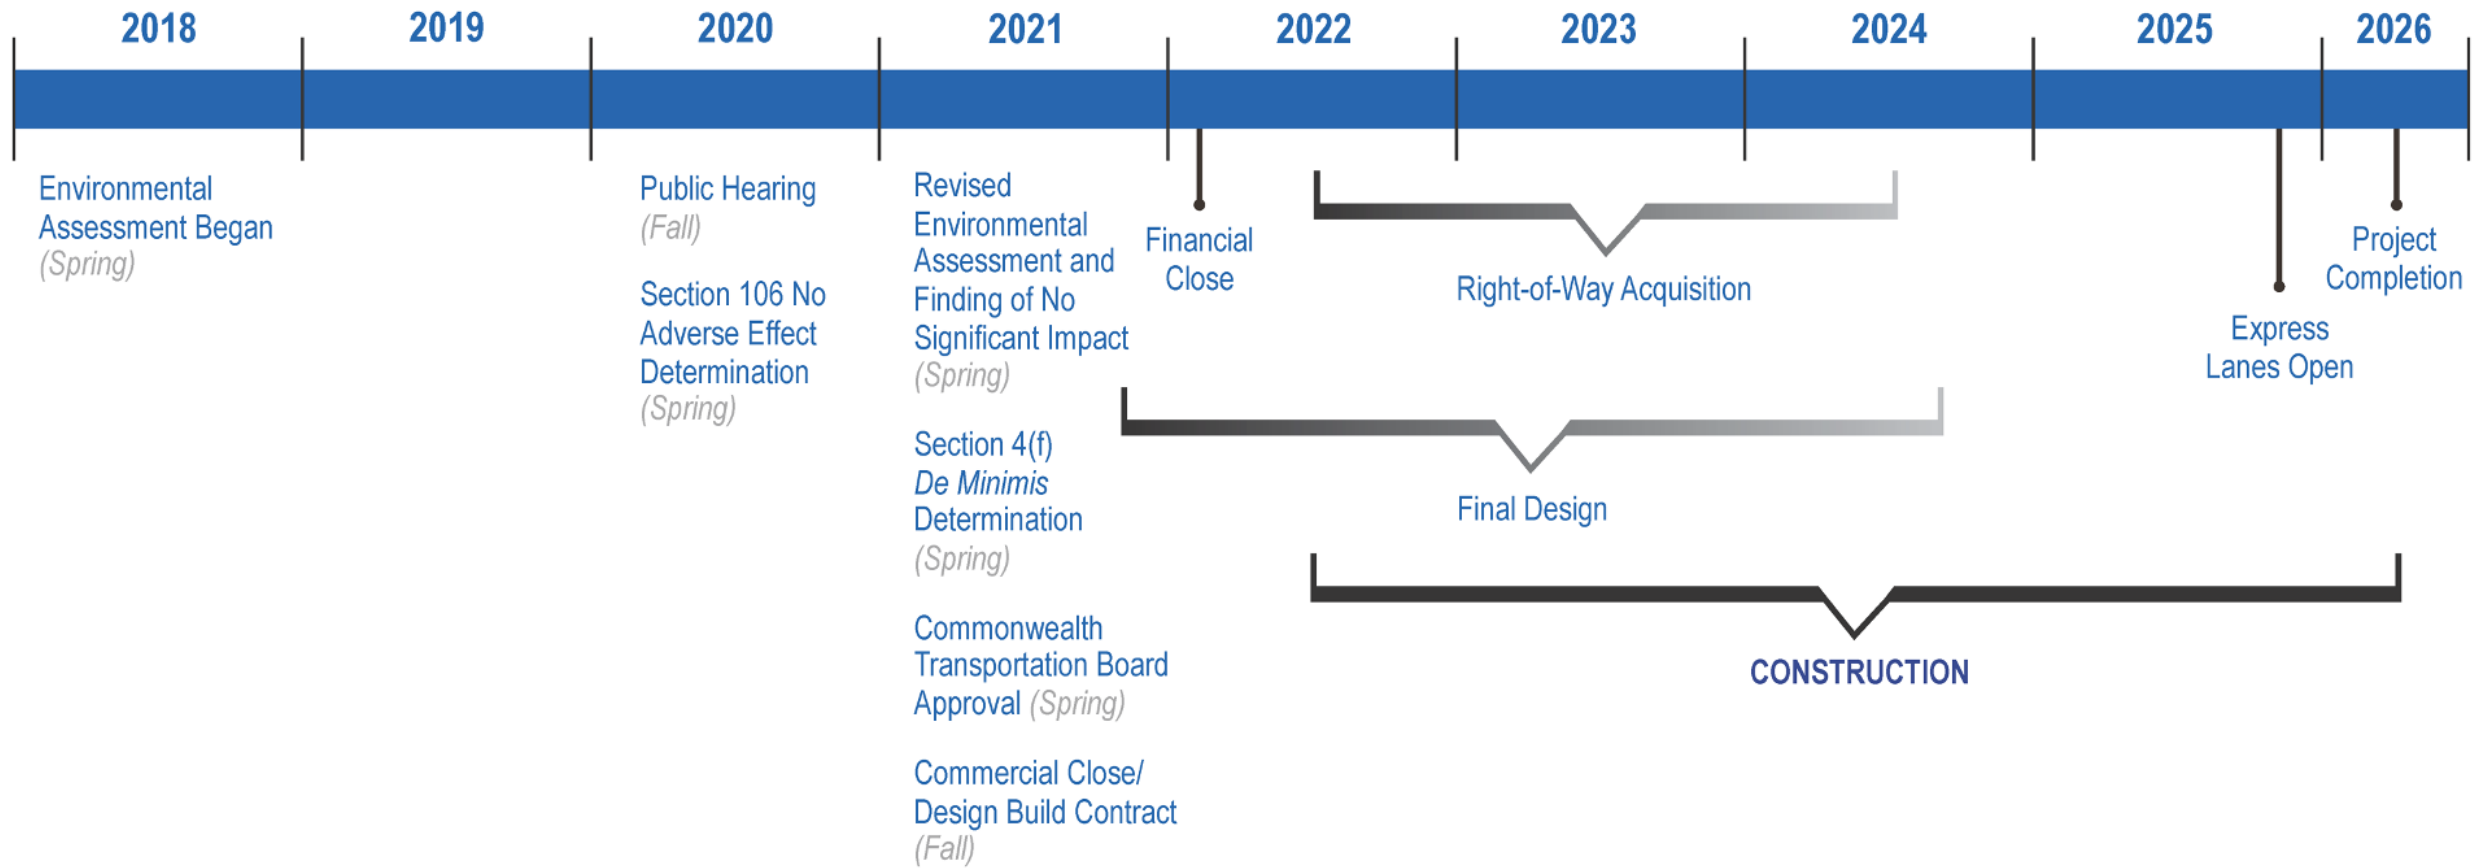 2018
2019
2020
2021
2022
2023
2024
2025
2026
Environmental
Assessment Began
(Spring)
Public Hearing
(Fall)
Section 106 No
Adverse Effect
Determination
(Spring)
Revised
Environmental
Assessment and
Finding of No
Significant Impact
(Spring)
Section 4(f)
De Minimis
Determination
(Spring)
Commonwealth
Transportation Board
Approval (Spring)
Commercial Close/
Design Build Contract
(Fall)
Financial
Close
Right-of-Way Acquisition
Final Design
CONSTRUCTION
Express
Lanes Open
Project
Completion